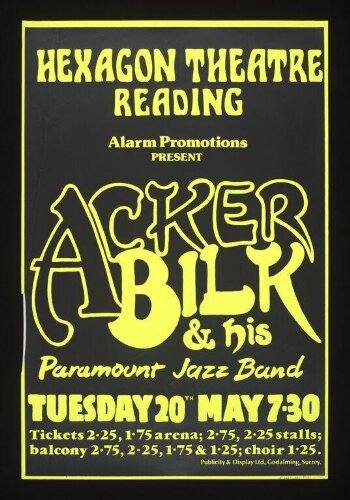 HEXAGON THEATRE
READING
Alarm Promotions
PRESENT
ACKER
BILK
& his
Paramount Jazz Band
TUESDAY 20TH MAY 7·30
Tickets 2·25, 1·75 arena; 2·75, 2·25 stalls;
balcony 2·75, 2·25, 1·75 & 1·25; choir 1·25.
Publicity & Display Ltd., Godalming, Surrey.